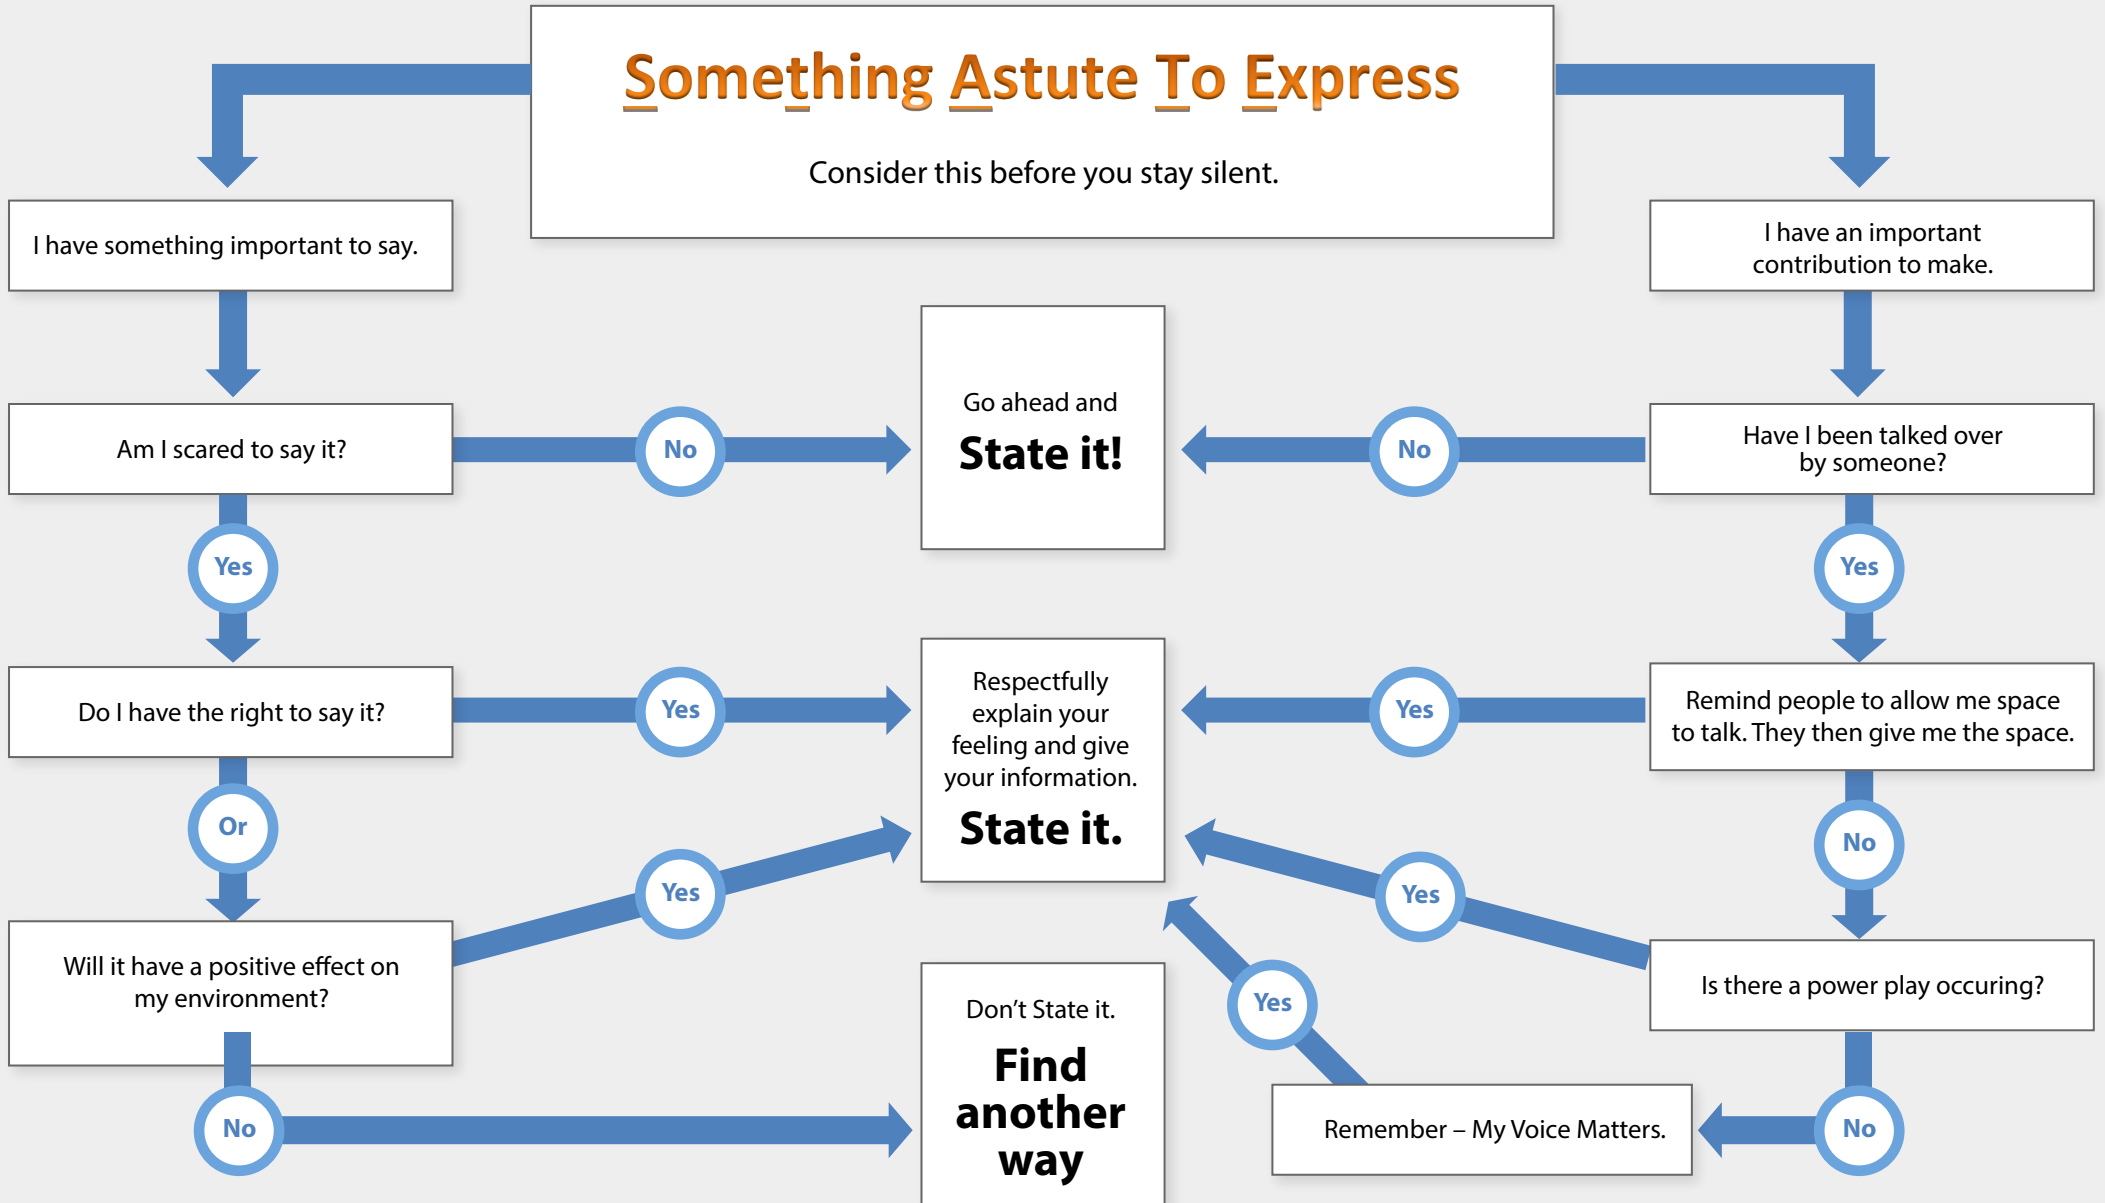 Something Astute To Express
Consider this before you stay silent.
I have something important to say.
I have an important
contribution to make.
Go ahead and
State it!
Am I scared to say it?
No
No
Have I been talked over
by someone?
Yes
Yes
Do I have the right to say it?
Yes
Respectfully
explain your
feeling and give
your information.
State it.
Yes
Remind people to allow me space
to talk. They then give me the space.
Or
No
Yes
Yes
Will it have a positive effect on
my environment?
Is there a power play occuring?
Don't State it.
Find
another
way
Yes
No
Remember – My Voice Matters.
No